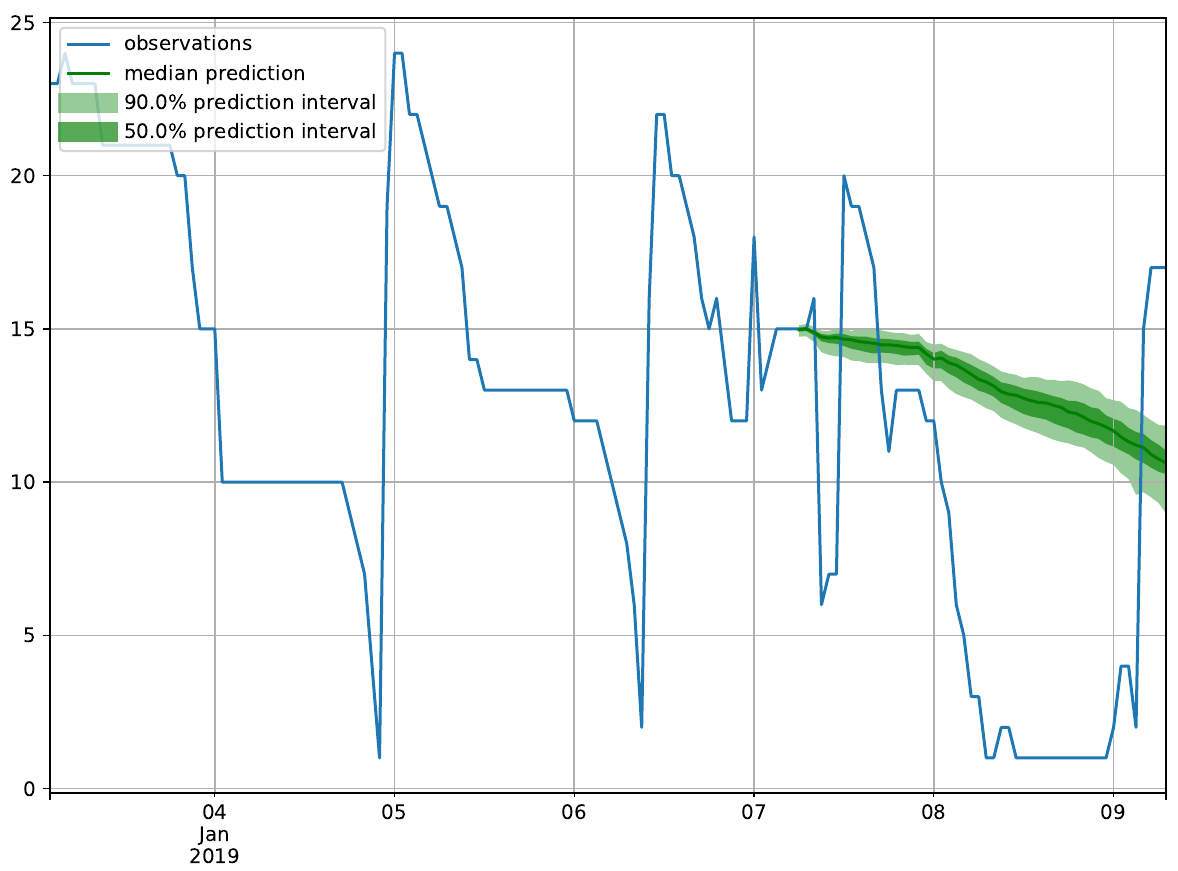 25
20
15
10
5
0
observations
median prediction
90.0% prediction interval
50.0% prediction interval
04 05 06 07 08 09
Jan
2019